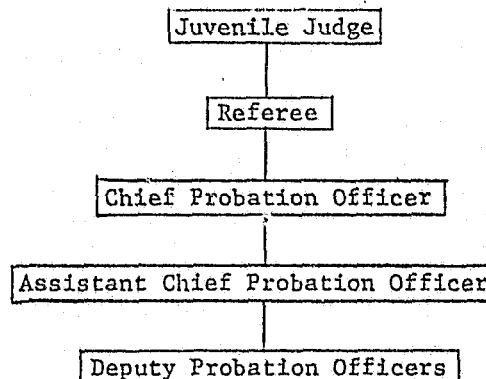 Juvenile Judge
Referee
Chief Probation Officer
Assistant Chief Probation Officer
Deputy Probation Officers